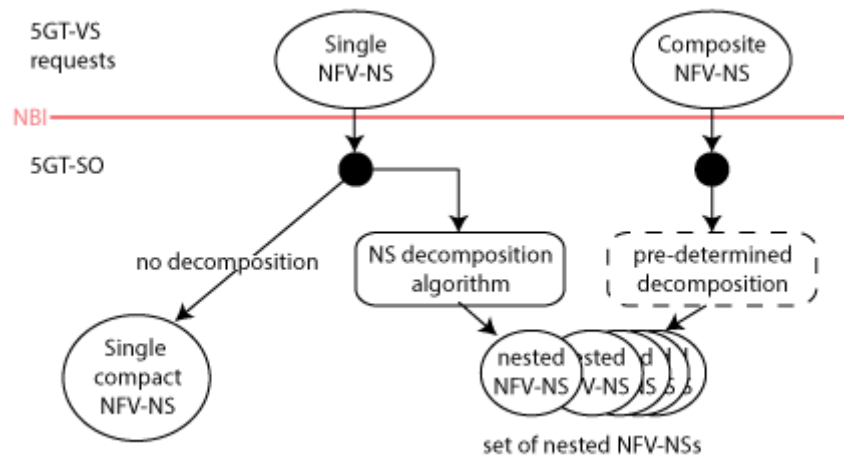 5GT-VS
requests
Single
NFV-NS
Composite
NFV-NS
NBI
5GT-SO
no decomposition
NS decomposition
algorithm
pre-determined
decomposition
Single
compact
NFV-NS
nested
NFV-NS
set of nested NFV-NSs